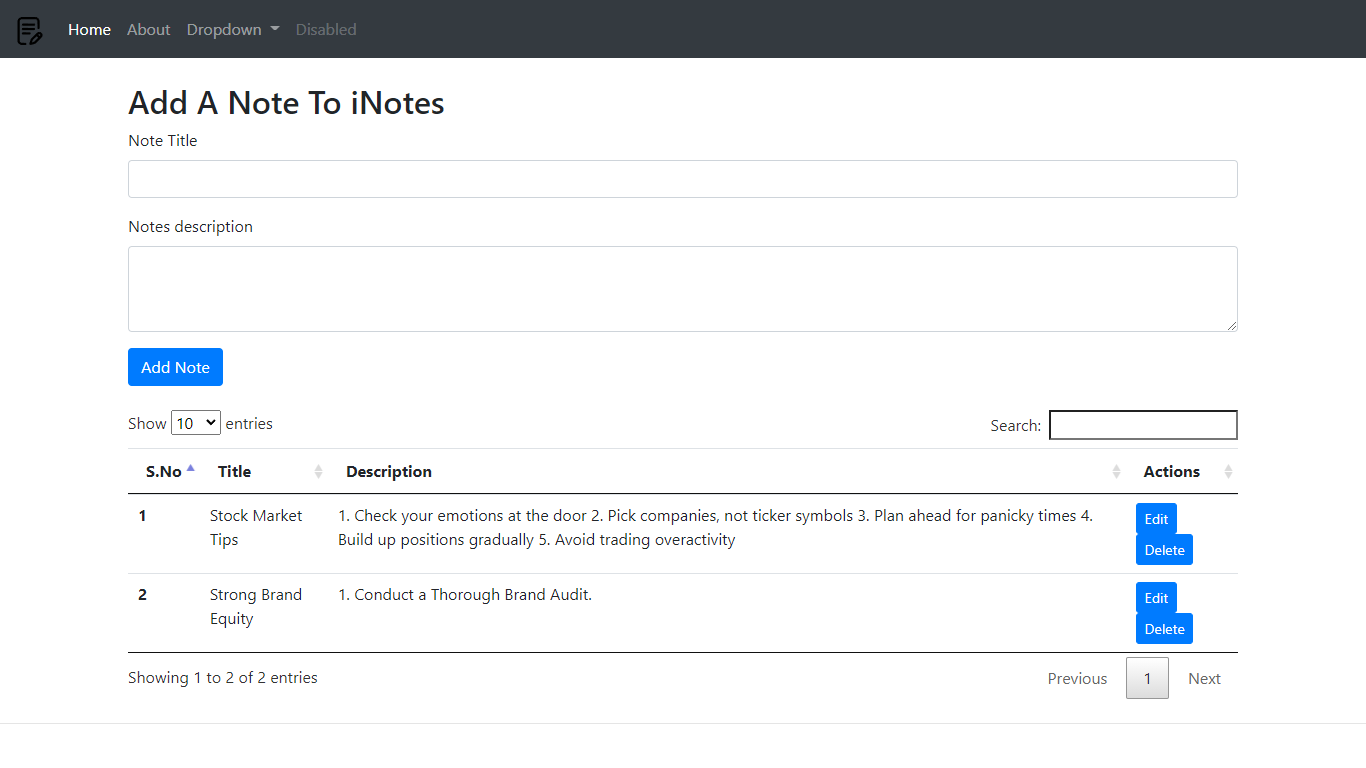 Home About Dropdown Disabled
Add A Note To iNotes
Note Title
Notes description
Add Note
Show 10 entries Search:
S.No Title Description Actions
1 Stock Market 1. Check your emotions at the door 2. Pick companies, not ticker symbols 3. Plan ahead for panicky times 4. Edit
Tips Build up positions gradually 5. Avoid trading overactivity Delete
2 Strong Brand 1. Conduct a Thorough Brand Audit. Edit
Equity Delete
Showing 1 to 2 of 2 entries Previous 1 Next